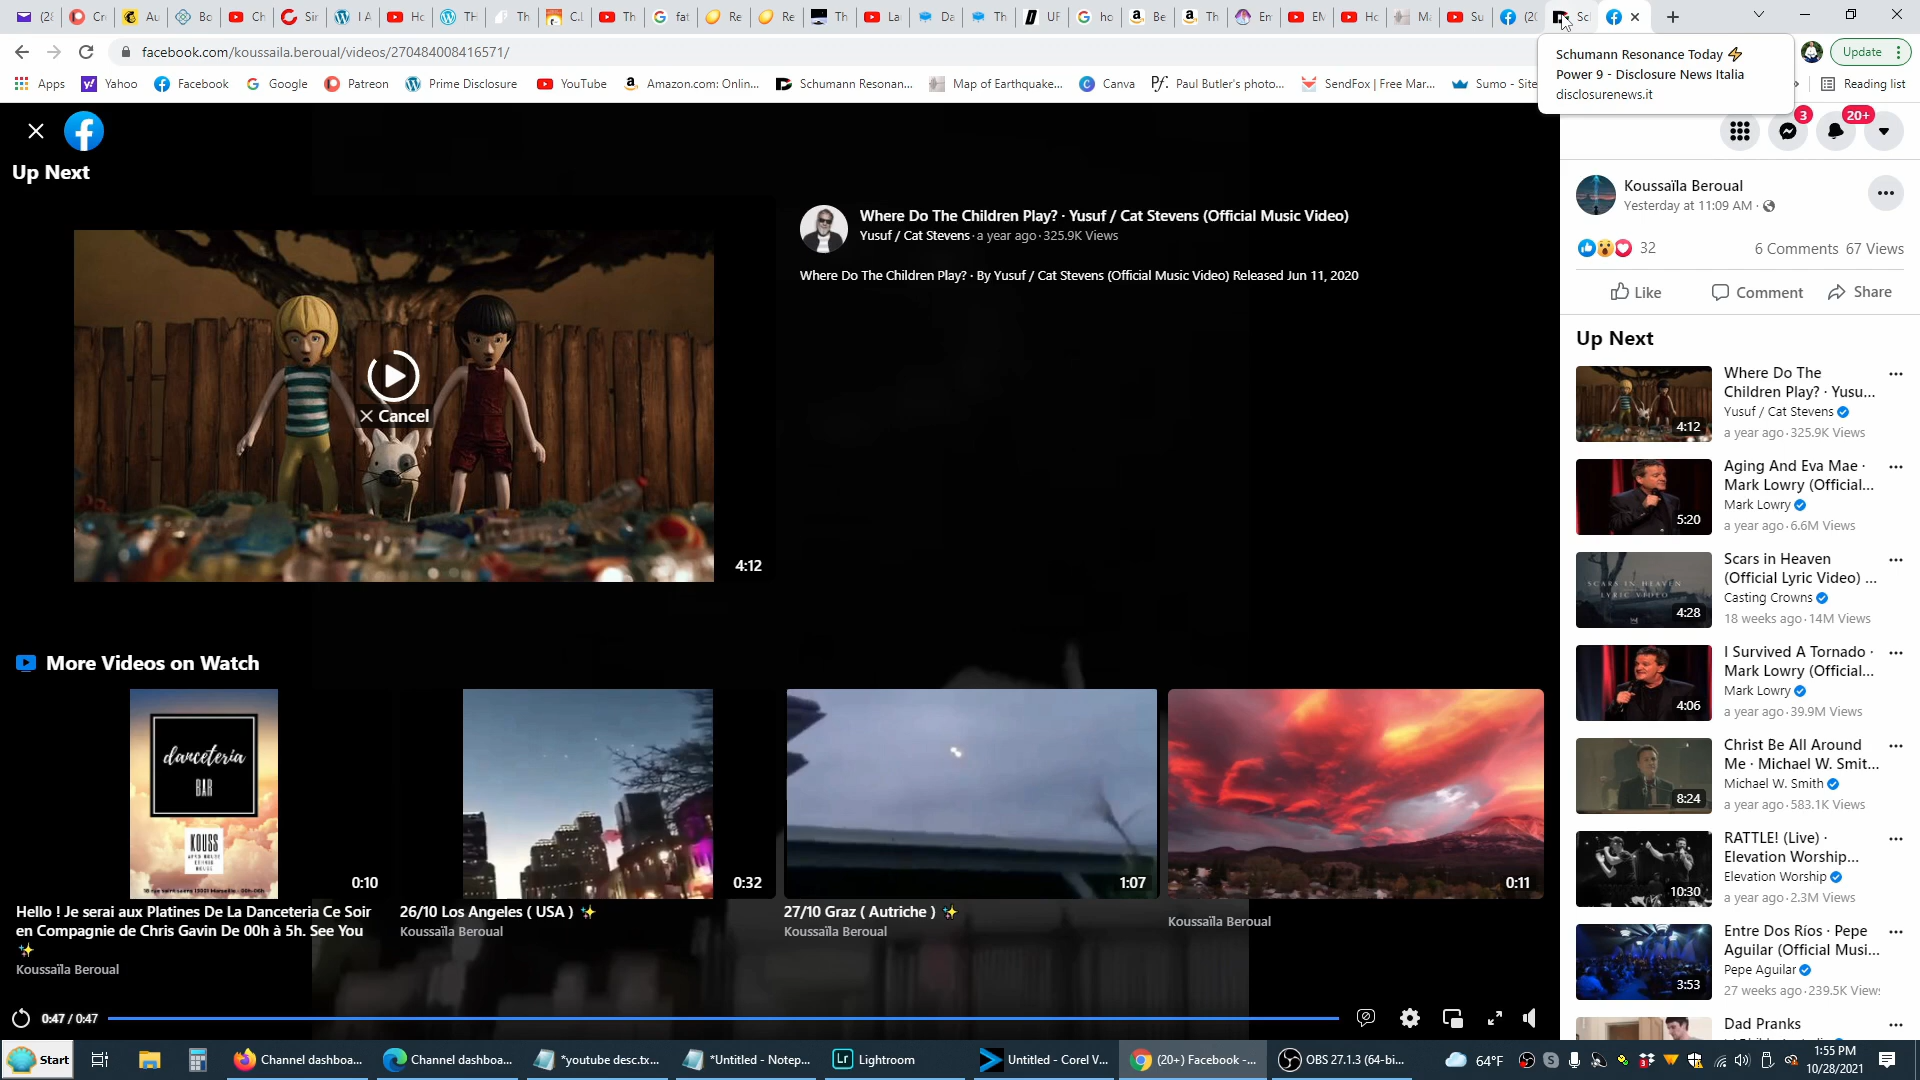 facebook.com/koussaila.beroual/videos/270484008416571/
Update
Schumann Resonance Today ⚡
Power 9 - Disclosure News Italia
disclosurenews.it
Apps
Yahoo
Facebook
Google
Patreon
Prime Disclosure
YouTube
Amazon.com: Onlin...
Schumann Resonan...
Map of Earthquake...
Canva
Paul Butler's photo...
SendFox | Free Mar...
Sumo - Site
Reading list
3
20+
Up Next
Where Do The Children Play? · Yusuf / Cat Stevens (Official Music Video)
Yusuf / Cat Stevens · a year ago · 325.9K Views
Where Do The Children Play? · By Yusuf / Cat Stevens (Official Music Video) Released Jun 11, 2020
Cancel
4:12
More Videos on Watch
danceteria
BAR
KOUSS
0:10
Hello ! Je serai aux Platines De La Danceteria Ce Soir
en Compagnie de Chris Gavin De 00h à 5h. See You
✨
Koussaïla Beroual
0:32
26/10 Los Angeles ( USA ) ✨
Koussaïla Beroual
1:07
27/10 Graz ( Autriche ) ✨
Koussaïla Beroual
0:11
Koussaïla Beroual
0:47 / 0:47
Koussaïla Beroual
Yesterday at 11:09 AM ·
32
6 Comments 67 Views
Like
Comment
Share
Up Next
Where Do The
Children Play? · Yusu...
Yusuf / Cat Stevens
a year ago · 325.9K Views
4:12
Aging And Eva Mae ·
Mark Lowry (Official...
Mark Lowry
a year ago · 6.6M Views
5:20
Scars in Heaven
(Official Lyric Video) ...
Casting Crowns
18 weeks ago · 14M Views
SCARS IN HEAVEN
LYRIC VIDEO
4:28
I Survived A Tornado ·
Mark Lowry (Official...
Mark Lowry
a year ago · 39.9M Views
4:06
Christ Be All Around
Me · Michael W. Smit...
Michael W. Smith
a year ago · 583.1K Views
8:24
RATTLE! (Live) ·
Elevation Worship...
Elevation Worship
a year ago · 2.3M Views
10:30
Entre Dos Ríos · Pepe
Aguilar (Official Musi...
Pepe Aguilar
27 weeks ago · 239.5K Views
3:53
Dad Pranks
Start
Channel dashboa...
Channel dashboa...
*youtube desc.tx...
*Untitled - Notep...
Lightroom
Untitled - Corel V...
(20+) Facebook -...
OBS 27.1.3 (64-bi...
64°F
1:55 PM
10/28/2021